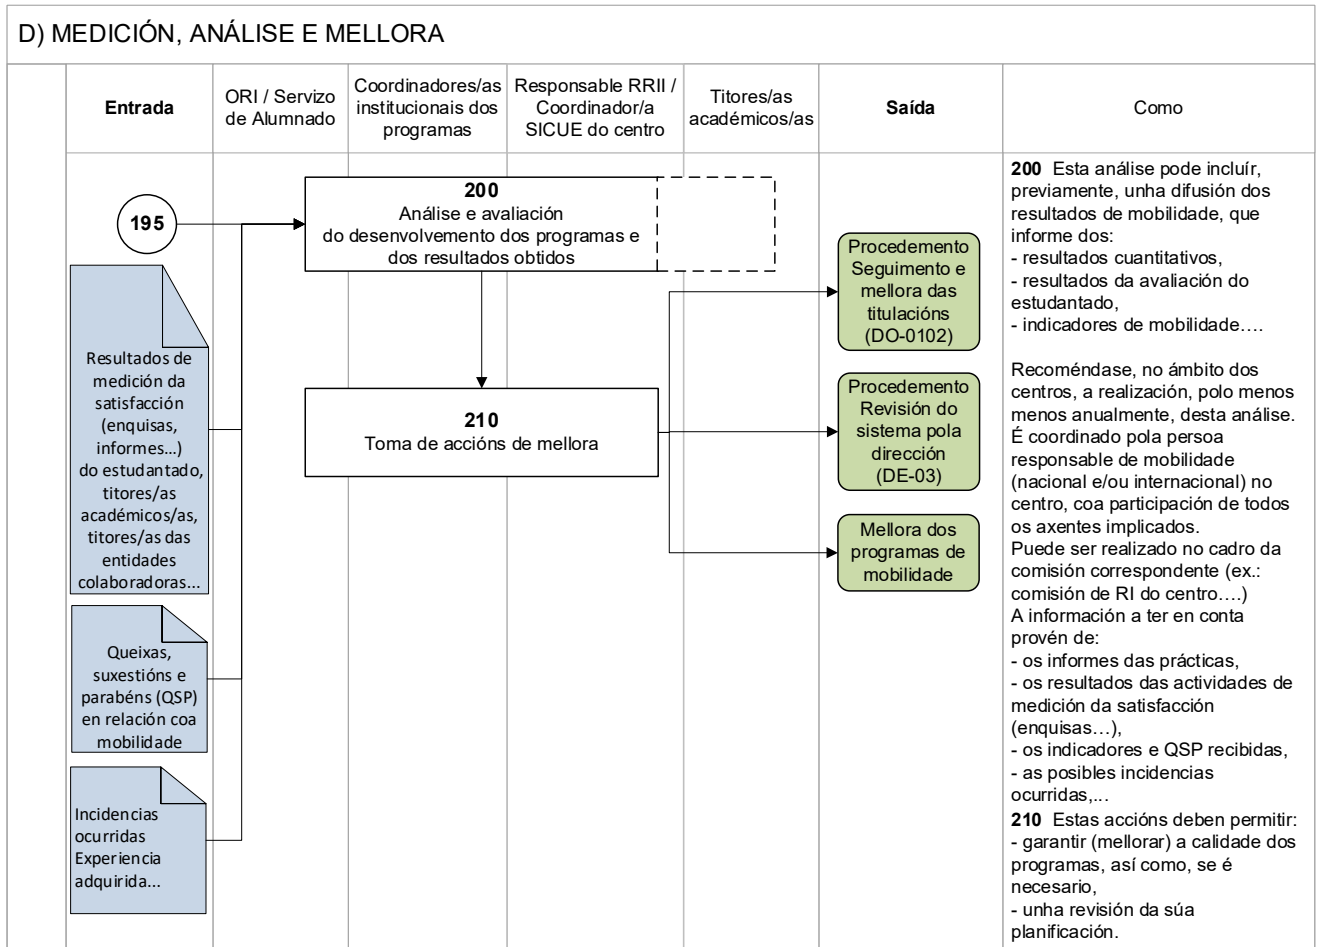 D) MEDICIÓN, ANÁLISE E MELLORA
Entrada
ORI / Servizo
de Alumnado
Coordinadores/as
institucionais dos
programas
Responsable RRII /
Coordinador/a
SICUE do centro
Titores/as
académicos/as
Saída
Como
195
Resultados de
medición da
satisfacción
(enquisas,
informes...)
do estudantado,
titores/as
académicos/as,
titores/as das
entidades
colaboradoras...
Queixas,
suxestións e
parabéns (QSP)
en relación coa
mobilidade
Incidencias
ocurridas
Experiencia
adquirida...
200
Análise e avaliación
do desenvolvemento dos programas e
dos resultados obtidos
210
Toma de accións de mellora
Procedemento
Seguimento e
mellora das
titulacións
(DO-0102)
Procedemento
Revisión do
sistema pola
dirección
(DE-03)
Mellora dos
programas de
mobilidade
200 Esta análise pode incluír,
previamente, unha difusión dos
resultados de mobilidade, que
informe dos:
- resultados cuantitativos,
- resultados da avaliación do
estudantado,
- indicadores de mobilidade….
Recoméndase, no ámbito dos
centros, a realización, polo menos
menos anualmente, desta análise.
É coordinado pola persoa
responsable de mobilidade
(nacional e/ou internacional) no
centro, coa participación de todos
os axentes implicados.
Puede ser realizado no cadro da
comisión correspondente (ex.:
comisión de RI do centro….)
A información a ter en conta
provén de:
- os informes das prácticas,
- os resultados das actividades de
medición da satisfacción
(enquisas…),
- os indicadores e QSP recibidas,
- as posibles incidencias
ocurridas,...
210 Estas accións deben permitir:
- garantir (mellorar) a calidade dos
programas, así como, se é
necesario,
- unha revisión da súa
planificación.